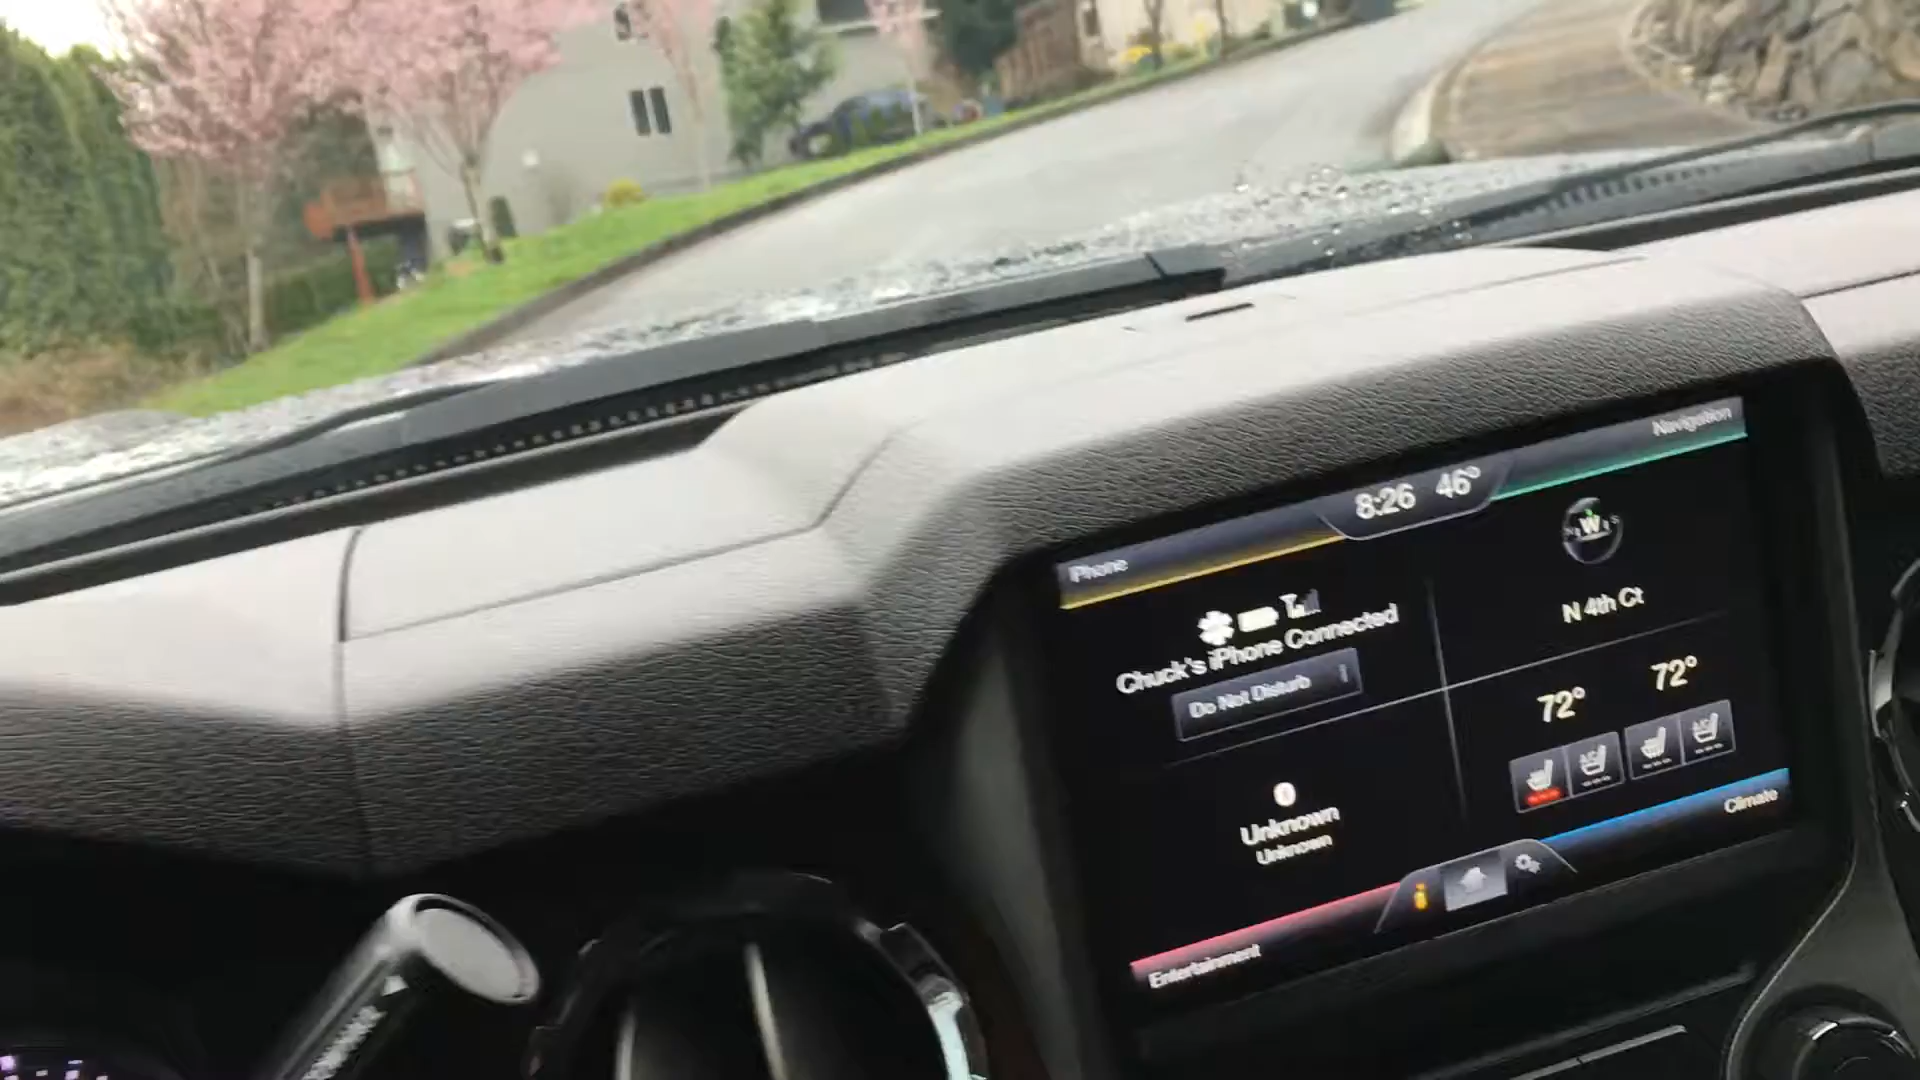 Navigation
8:26 46°
Phone
W
Chuck's iPhone Connected
N 4th Ct
Do Not Disturb
72° 72°
Unknown
Unknown
Climate
Entertainment